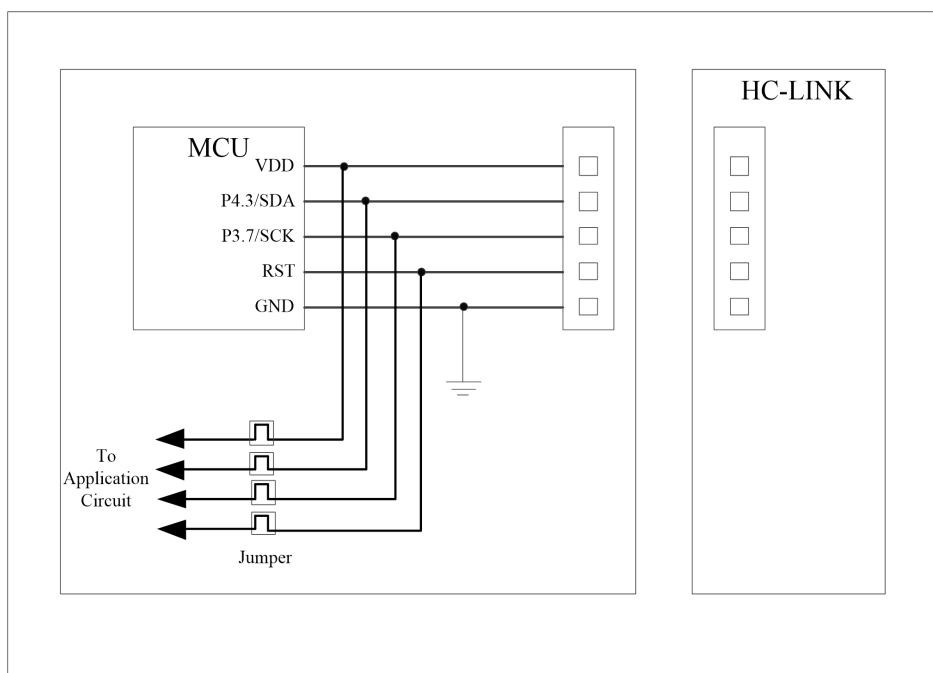 HC-LINK
MCU
VDD
P4.3/SDA
P3.7/SCK
RST
GND
To
Application
Circuit
Jumper